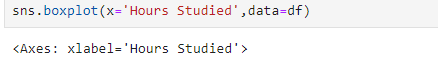 sns.boxplot(x='Hours Studied',data=df)
<Axes: xlabel='Hours Studied'>